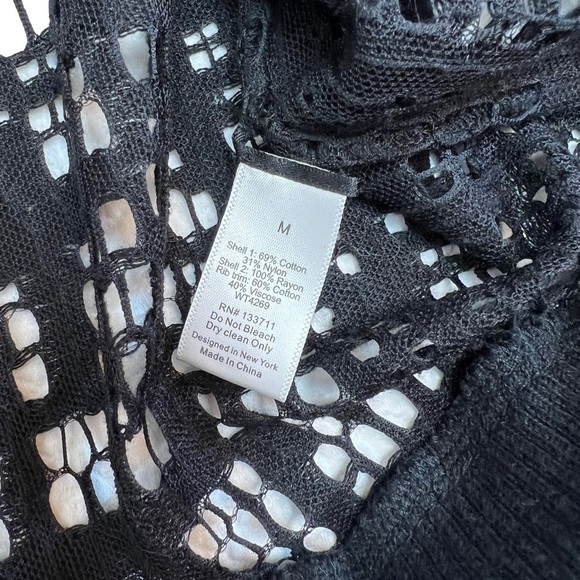 M
Shell 1: 69% Cotton
31% Nylon
Shell 2: 100% Rayon
Rib trim: 60% Cotton
40% Viscose
WT4269
RN# 133711
Do Not Bleach
Dry clean Only
Designed in New York
Made In China